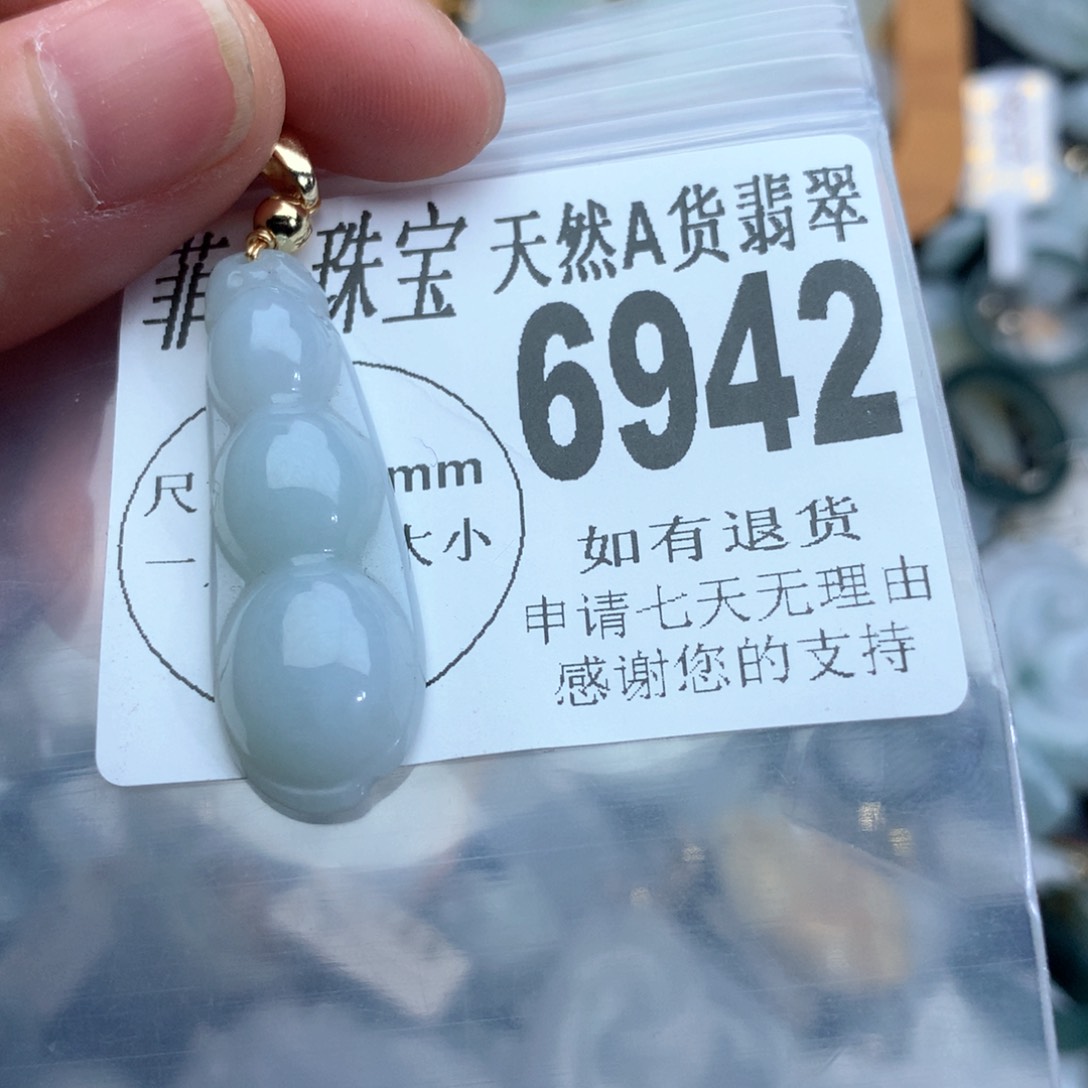 菲 珠宝 天然A货翡翠
6942
尺 mm
一 大小
如有退货
申请七天无理由
感谢您的支持